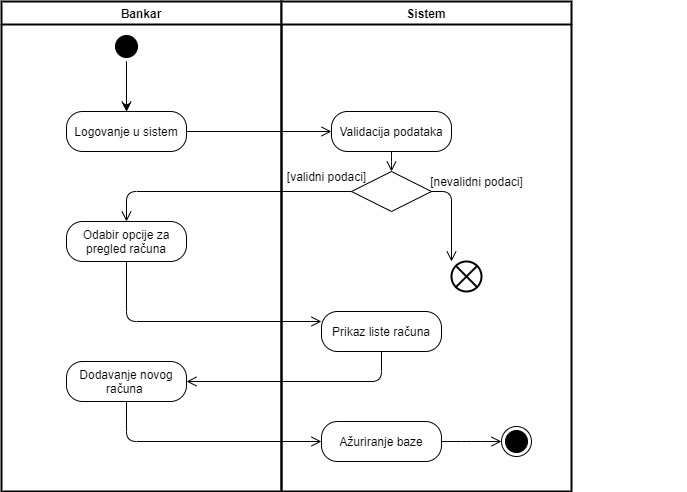 Bankar
Sistem
Logovanje u sistem
Validacija podataka
[validni podaci]
[nevalidni podaci]
Odabir opcije za
pregled računa
Prikaz liste računa
Dodavanje novog
računa
Ažuriranje baze